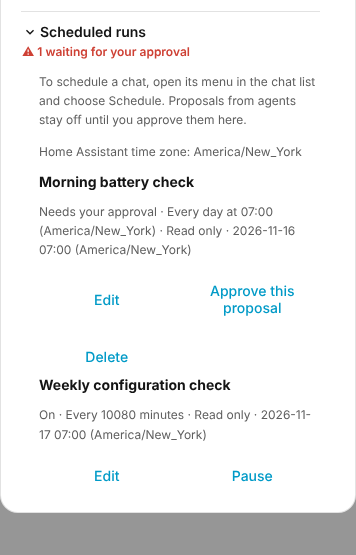 Scheduled runs
⚠ 1 waiting for your approval
To schedule a chat, open its menu in the chat list
and choose Schedule. Proposals from agents
stay off until you approve them here.
Home Assistant time zone: America/New_York
Morning battery check
Needs your approval · Every day at 07:00
(America/New_York) · Read only · 2026-11-16
07:00 (America/New_York)
Edit
Approve this
proposal
Delete
Weekly configuration check
On · Every 10080 minutes · Read only · 2026-11-
17 07:00 (America/New_York)
Edit
Pause